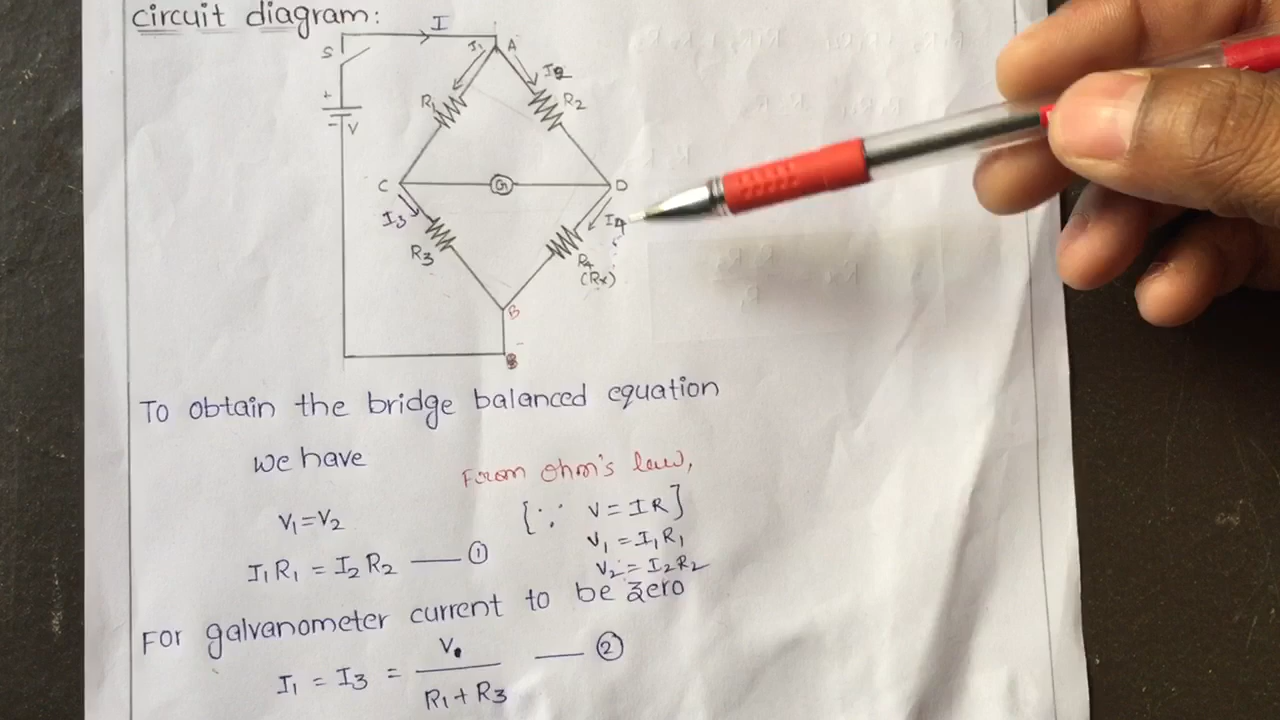 circuit diagram:
I
S
I1
A
I2
+
R1
R2
- V
C
G
D
I3
I4
R3
R4
(Rx)
B
B
To obtain the bridge balanced equation
we have
From ohm's law,
V1 = V2
[∵ V = IR]
V1 = I1R1
I1R1 = I2R2 —— ①
V2 = I2R2
For galvanometer current to be zero
I1 = I3 = V / R1 + R3 —— ②